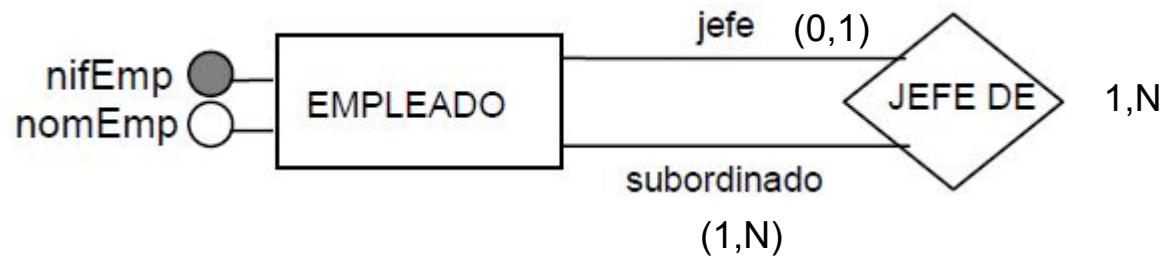 jefe (0,1)
nifEmp
nomEmp
EMPLEADO
JEFE DE
1,N
subordinado
(1,N)